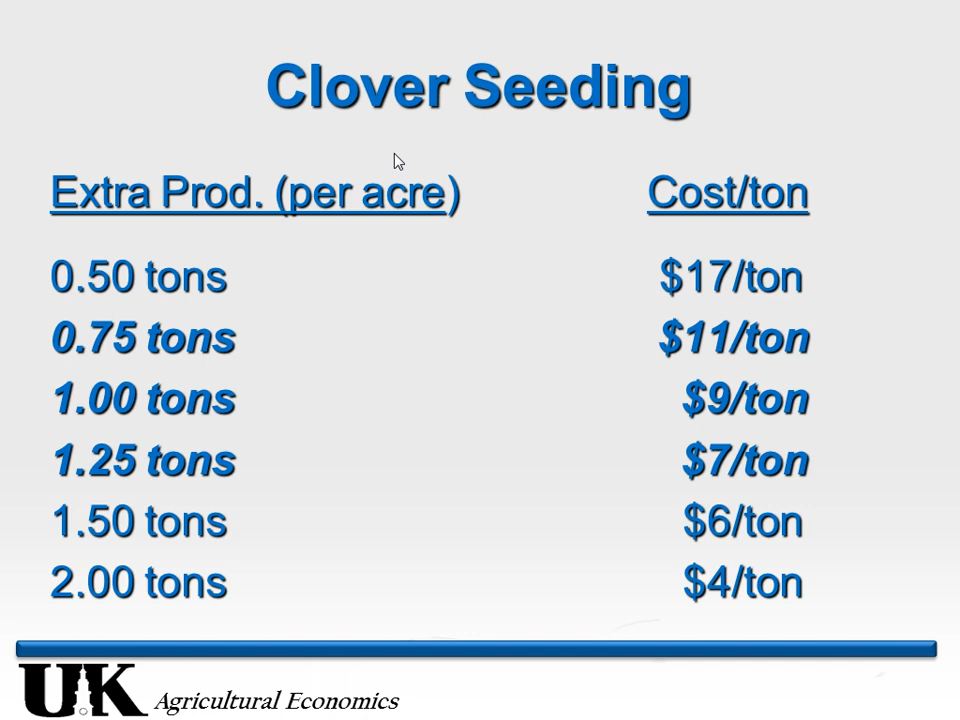 Clover Seeding
Extra Prod. (per acre) Cost/ton
0.50 tons $17/ton
0.75 tons $11/ton
1.00 tons $9/ton
1.25 tons $7/ton
1.50 tons $6/ton
2.00 tons $4/ton
UK Agricultural Economics